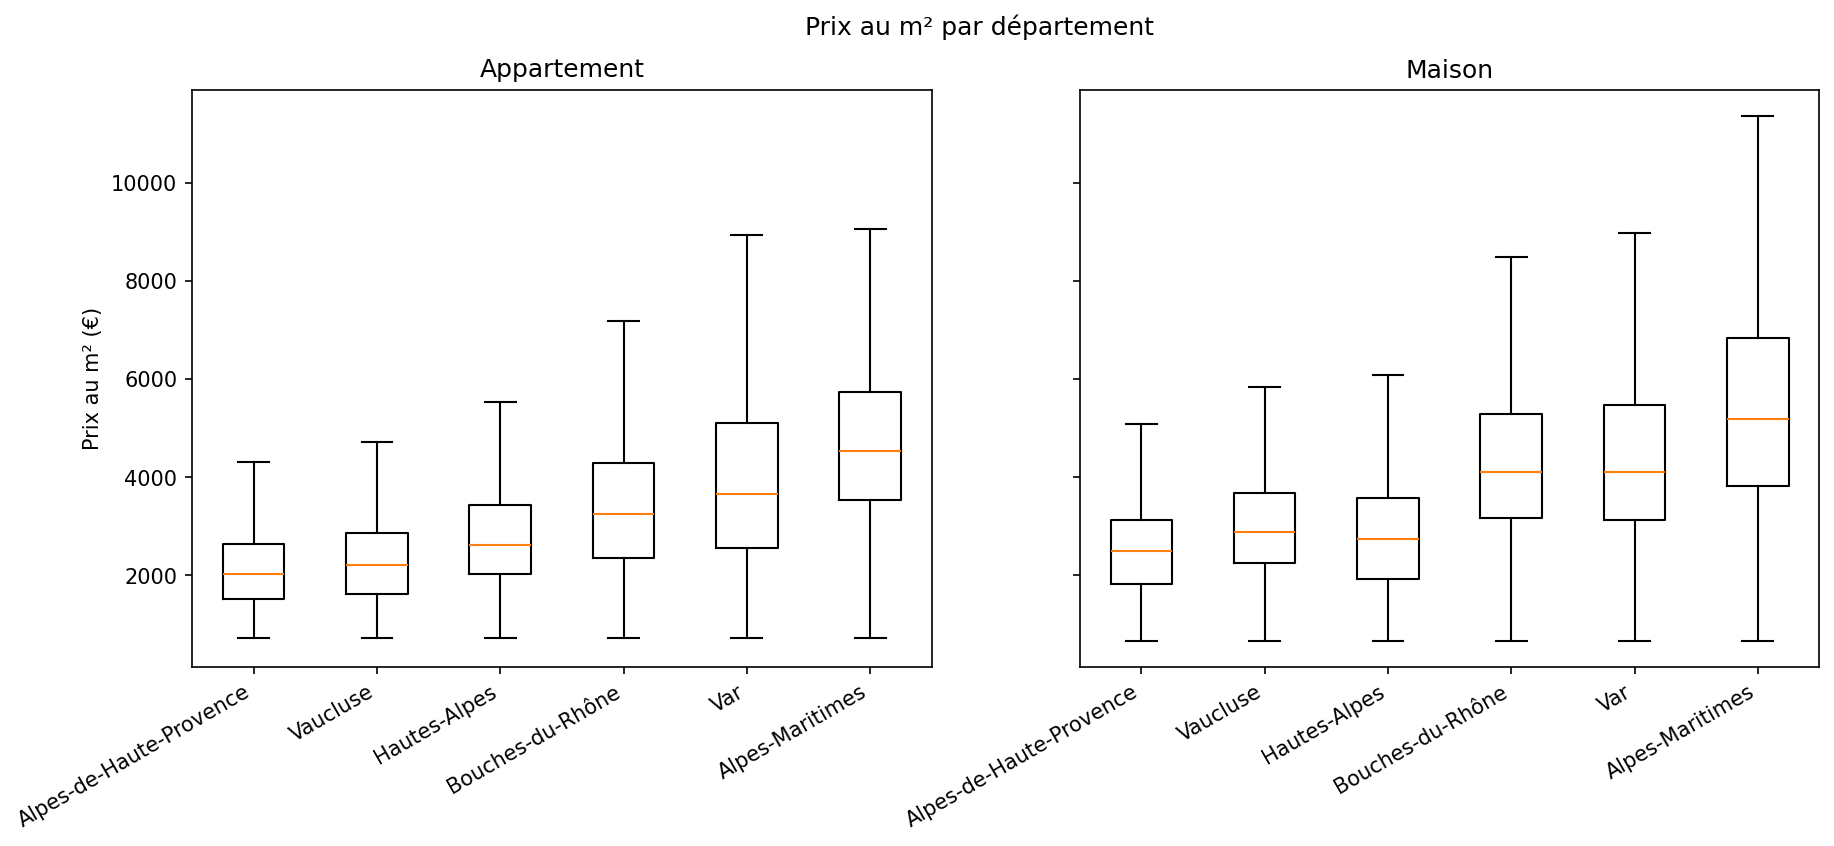 Prix au m² par département
Appartement
Maison
Prix au m² (€)
10000
8000
6000
4000
2000
Alpes-de-Haute-Provence
Vaucluse
Hautes-Alpes
Bouches-du-Rhône
Var
Alpes-Maritimes
Alpes-de-Haute-Provence
Vaucluse
Hautes-Alpes
Bouches-du-Rhône
Var
Alpes-Maritimes